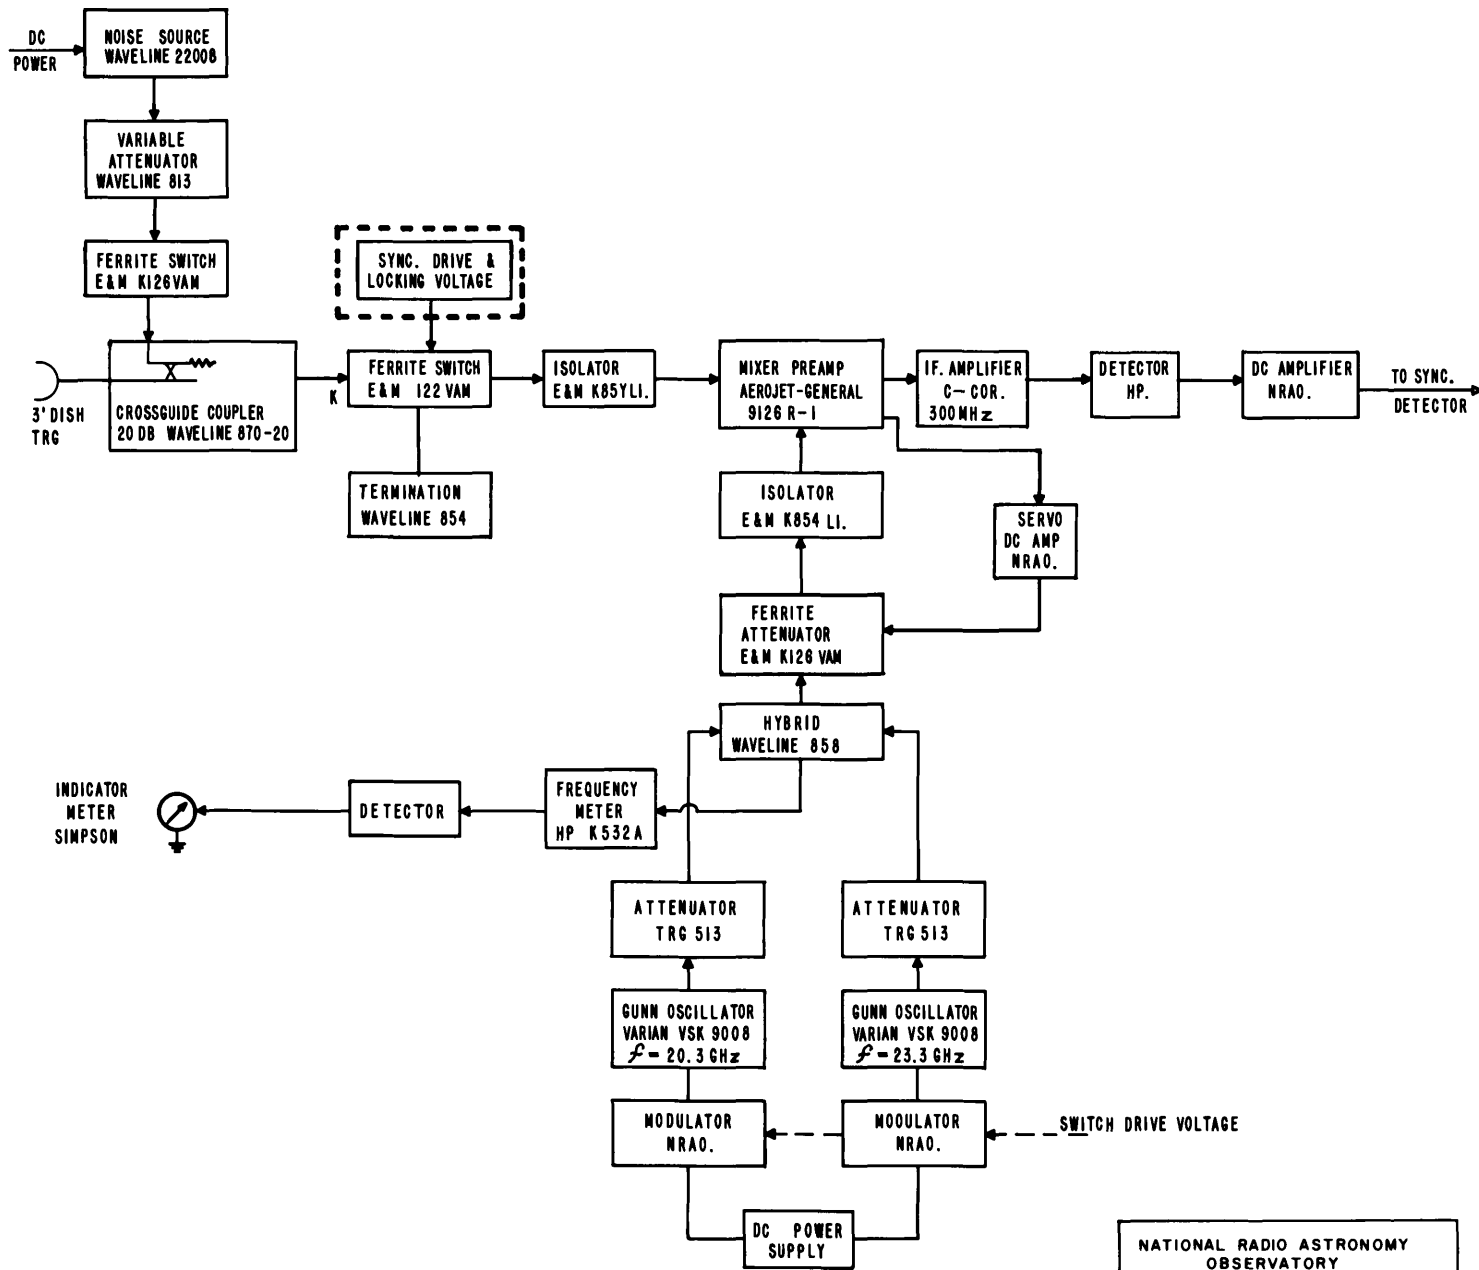 DC
POWER
NOISE SOURCE
WAVELINE 22008
VARIABLE
ATTENUATOR
WAVELINE 813
FERRITE SWITCH
E&M K126VAM
SYNC. DRIVE &
LOCKING VOLTAGE
3' DISH
TRG
CROSSGUIDE COUPLER
20 DB WAVELINE 870-20
K
FERRITE SWITCH
E&M 122 VAM
ISOLATOR
E&M K85YLI.
MIXER PREAMP
AEROJET-GENERAL
9126 R-1
I.F. AMPLIFIER
C-COR.
300MHz
DETECTOR
HP.
DC AMPLIFIER
NRAO.
TO SYNC.
DETECTOR
TERMINATION
WAVELINE 854
ISOLATOR
E&M K854 LI.
SERVO
DC AMP
NRAO.
FERRITE
ATTENUATOR
E&M K126 VAM
HYBRID
WAVELINE 858
INDICATOR
METER
SIMPSON
DETECTOR
FREQUENCY
METER
HP K532A
ATTENUATOR
TRG 513
ATTENUATOR
TRG 513
GUNN OSCILLATOR
VARIAN VSK 9008
f = 20.3 GHz
GUNN OSCILLATOR
VARIAN VSK 9008
f = 23.3 GHz
MODULATOR
NRAO.
MODULATOR
NRAO.
SWITCH DRIVE VOLTAGE
DC POWER
SUPPLY
NATIONAL RADIO ASTRONOMY
OBSERVATORY